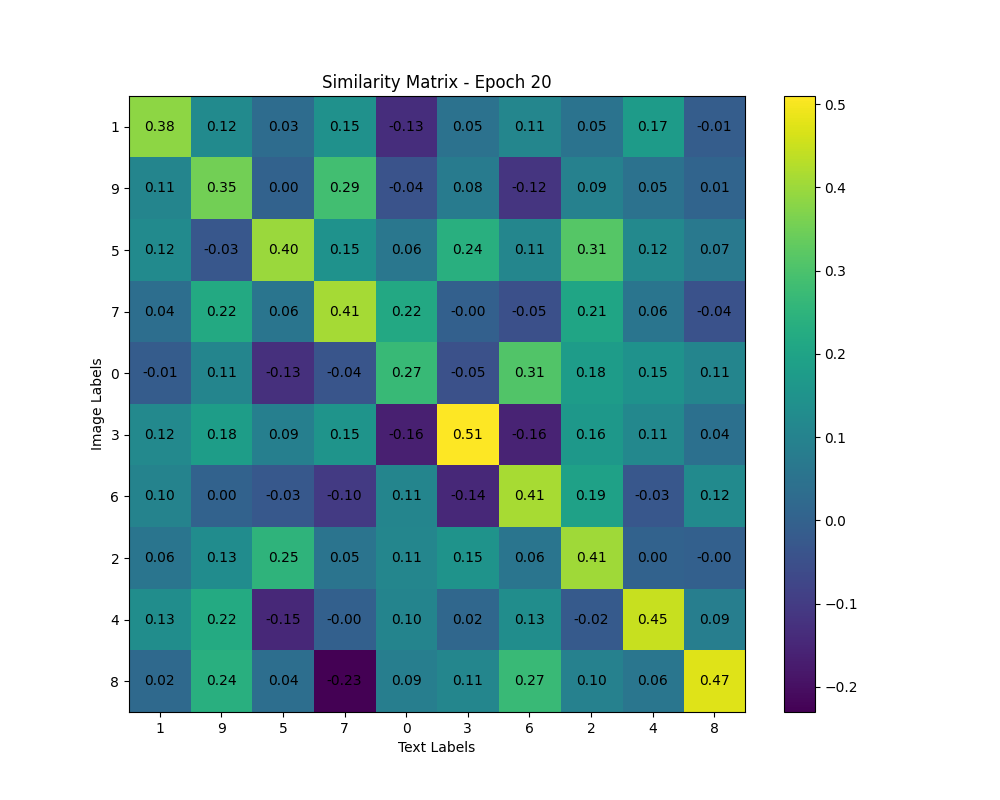 Similarity Matrix - Epoch 20
1 0.38 0.12 0.03 0.15 -0.13 0.05 0.11 0.05 0.17 -0.01
9 0.11 0.35 0.00 0.29 -0.04 0.08 -0.12 0.09 0.05 0.01
5 0.12 -0.03 0.40 0.15 0.06 0.24 0.11 0.31 0.12 0.07
7 0.04 0.22 0.06 0.41 0.22 -0.00 -0.05 0.21 0.06 -0.04
0 -0.01 0.11 -0.13 -0.04 0.27 -0.05 0.31 0.18 0.15 0.11
3 0.12 0.18 0.09 0.15 -0.16 0.51 -0.16 0.16 0.11 0.04
6 0.10 0.00 -0.03 -0.10 0.11 -0.14 0.41 0.19 -0.03 0.12
2 0.06 0.13 0.25 0.05 0.11 0.15 0.06 0.41 0.00 -0.00
4 0.13 0.22 -0.15 -0.00 0.10 0.02 0.13 -0.02 0.45 0.09
8 0.02 0.24 0.04 -0.23 0.09 0.11 0.27 0.10 0.06 0.47
1 9 5 7 0 3 6 2 4 8
Text Labels
Image Labels
0.5
0.4
0.3
0.2
0.1
0.0
−0.1
−0.2